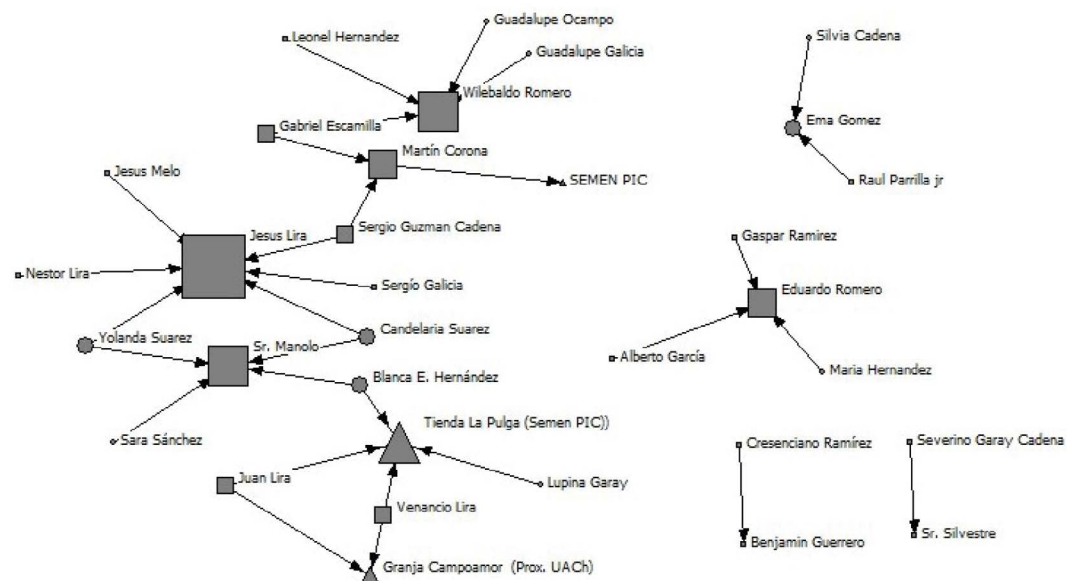 Guadalupe Ocampo
Leonel Hernandez
Silvia Cadena
Guadalupe Galicia
Wilebaldo Romero
Ema Gomez
Gabriel Escamilla
Martín Corona
Jesus Melo
SEMEN PIC
Raul Parrilla jr
Jesus Lira
Sergio Guzman Cadena
Gaspar Ramirez
Nestor Lira
Sergío Galicia
Eduardo Romero
Yolanda Suarez
Candelaria Suarez
Sr. Manolo
Alberto García
Blanca E. Hernández
Maria Hernandez
Tienda La Pulga (Semen PIC))
Sara Sánchez
Cresenciano Ramírez
Severino Garay Cadena
Juan Lira
Lupina Garay
Venancio Lira
Sr. Silvestre
Benjamin Guerrero
Granja Campoamor (Prox. UACh)